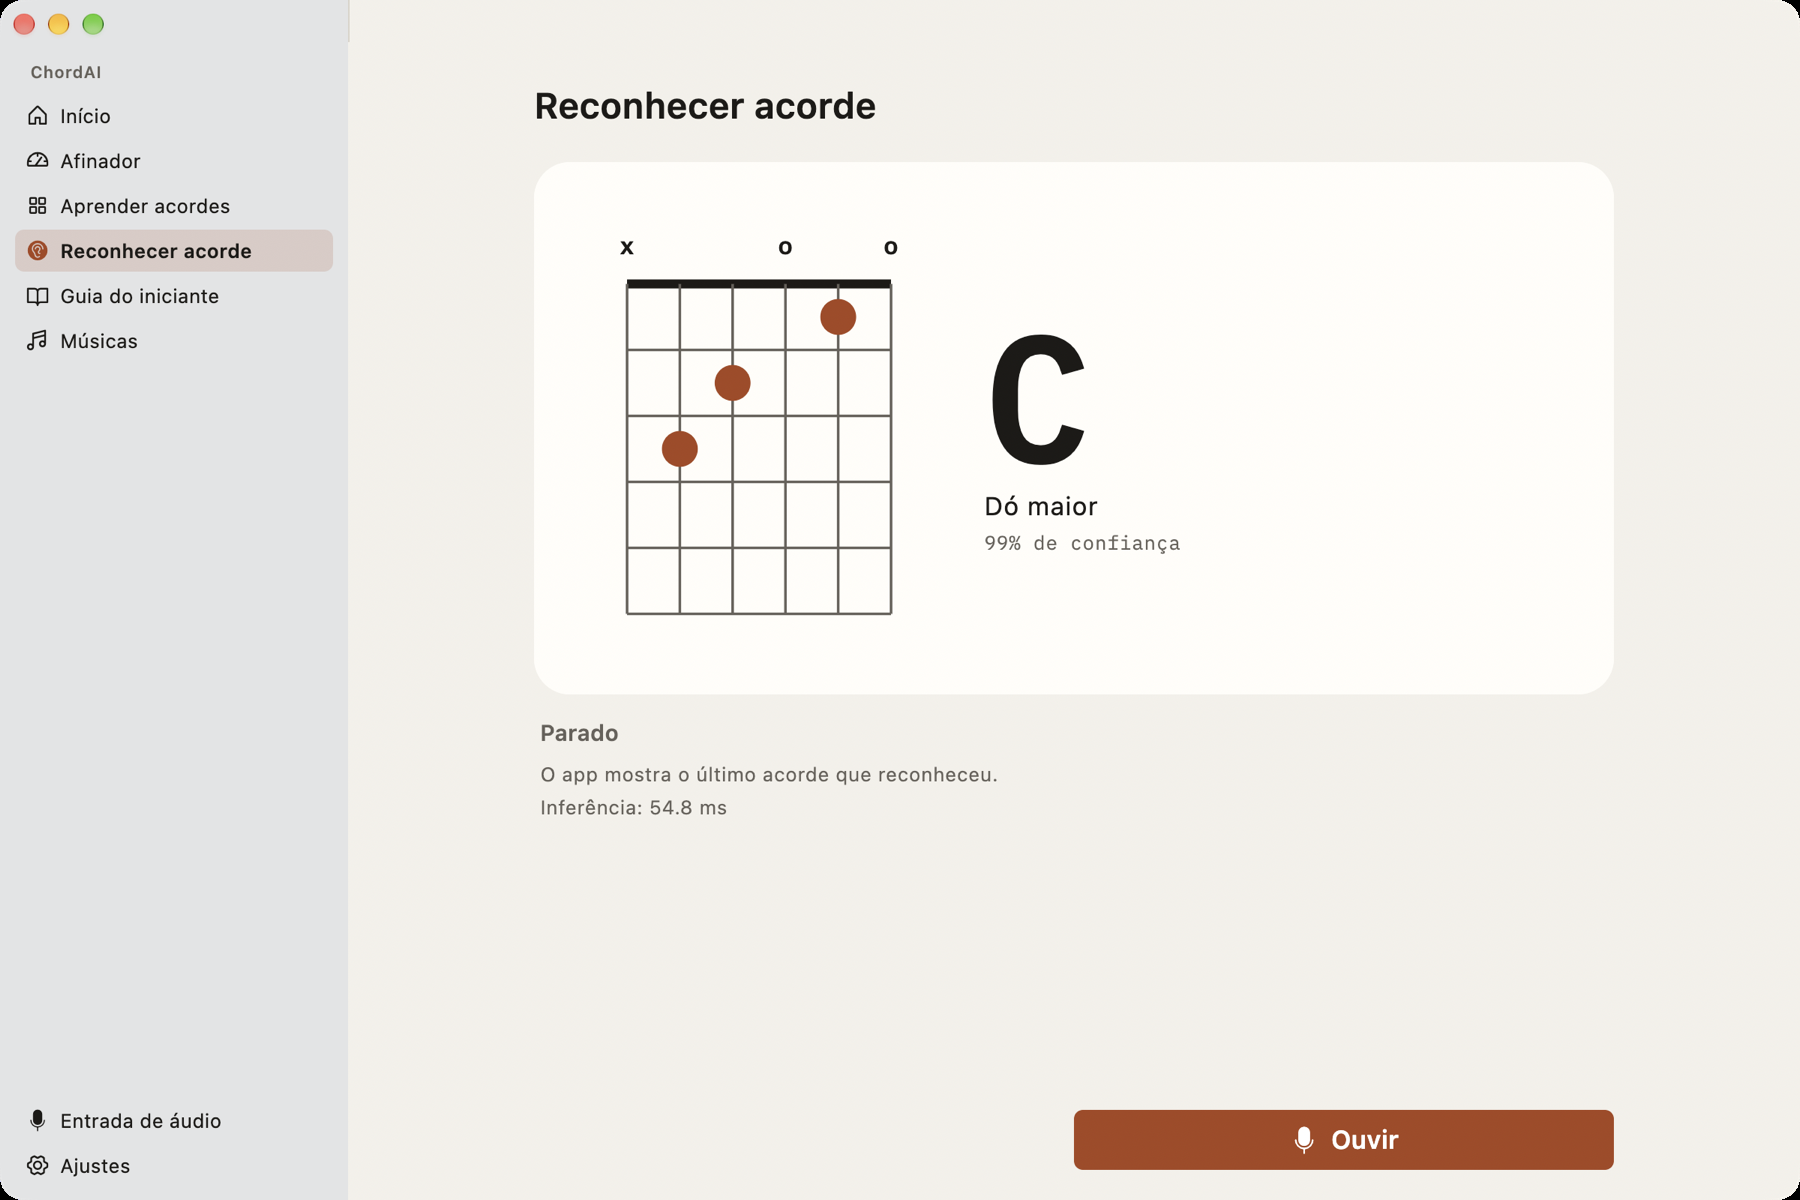 ChordAI
Início
Afinador
Aprender acordes
Reconhecer acorde
Guia do iniciante
Músicas
Entrada de áudio
Ajustes
Reconhecer acorde
x o o
C
Dó maior
99% de confiança
Parado
O app mostra o último acorde que reconheceu.
Inferência: 54.8 ms
Ouvir